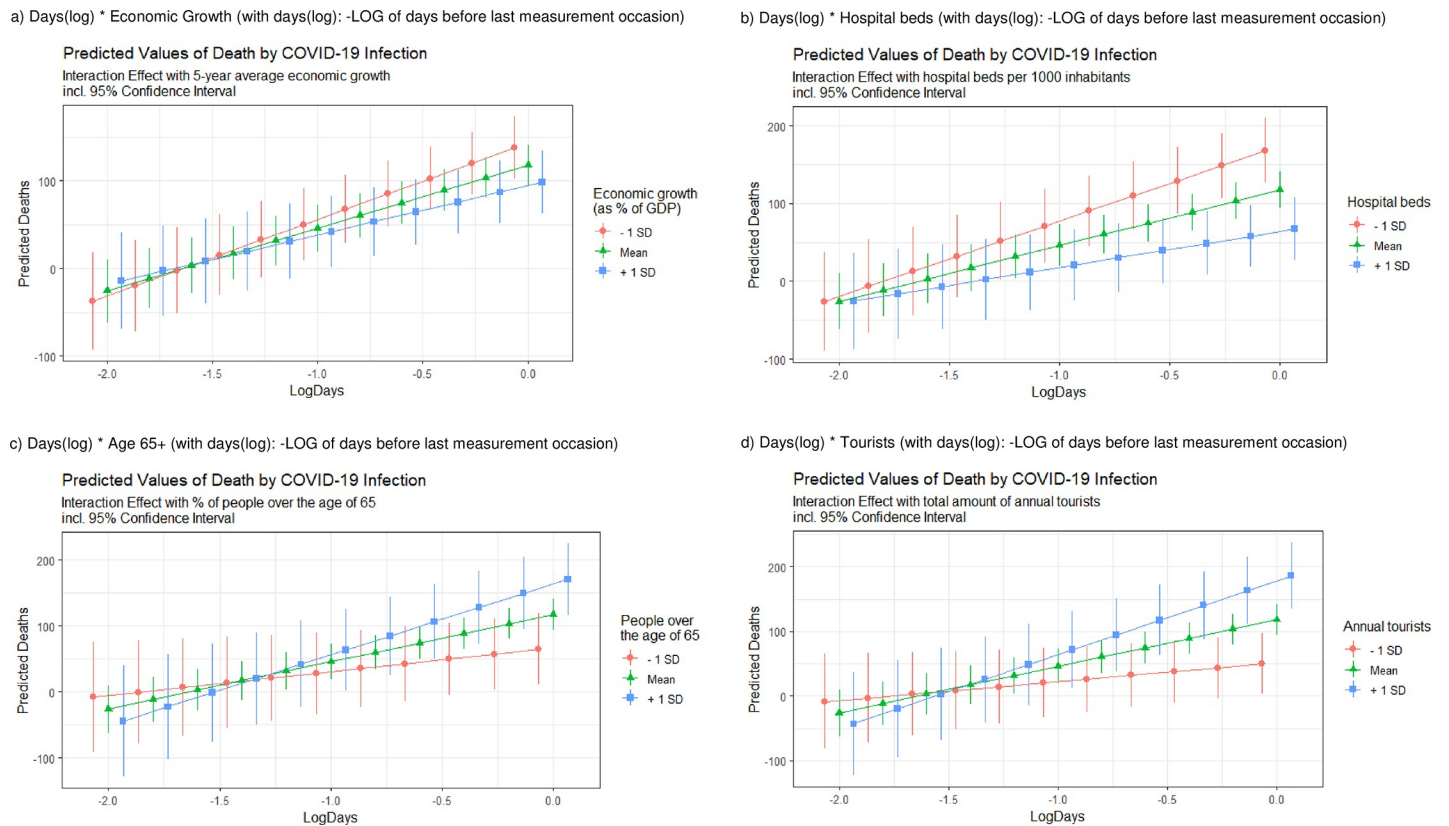 a) Days(log) * Economic Growth (with days(log): -LOG of days before last measurement occasion)
Predicted Values of Death by COVID-19 Infection
Interaction Effect with 5-year average economic growth
incl. 95% Confidence Interval
Predicted Deaths
100
0
-100
-2.0
-1.5
-1.0
-0.5
0.0
LogDays
Economic growth
(as % of GDP)
- 1 SD
Mean
+ 1 SD
b) Days(log) * Hospital beds (with days(log): -LOG of days before last measurement occasion)
Predicted Values of Death by COVID-19 Infection
Interaction Effect with hospital beds per 1000 inhabitants
incl. 95% Confidence Interval
Predicted Deaths
200
100
0
-100
-2.0
-1.5
-1.0
-0.5
0.0
LogDays
Hospital beds
- 1 SD
Mean
+ 1 SD
c) Days(log) * Age 65+ (with days(log): -LOG of days before last measurement occasion)
Predicted Values of Death by COVID-19 Infection
Interaction Effect with % of people over the age of 65
incl. 95% Confidence Interval
Predicted Deaths
200
100
0
-100
-2.0
-1.5
-1.0
-0.5
0.0
LogDays
People over
the age of 65
- 1 SD
Mean
+ 1 SD
d) Days(log) * Tourists (with days(log): -LOG of days before last measurement occasion)
Predicted Values of Death by COVID-19 Infection
Interaction Effect with total amount of annual tourists
incl. 95% Confidence Interval
Predicted Deaths
200
100
0
-100
-2.0
-1.5
-1.0
-0.5
0.0
LogDays
Annual tourists
- 1 SD
Mean
+ 1 SD